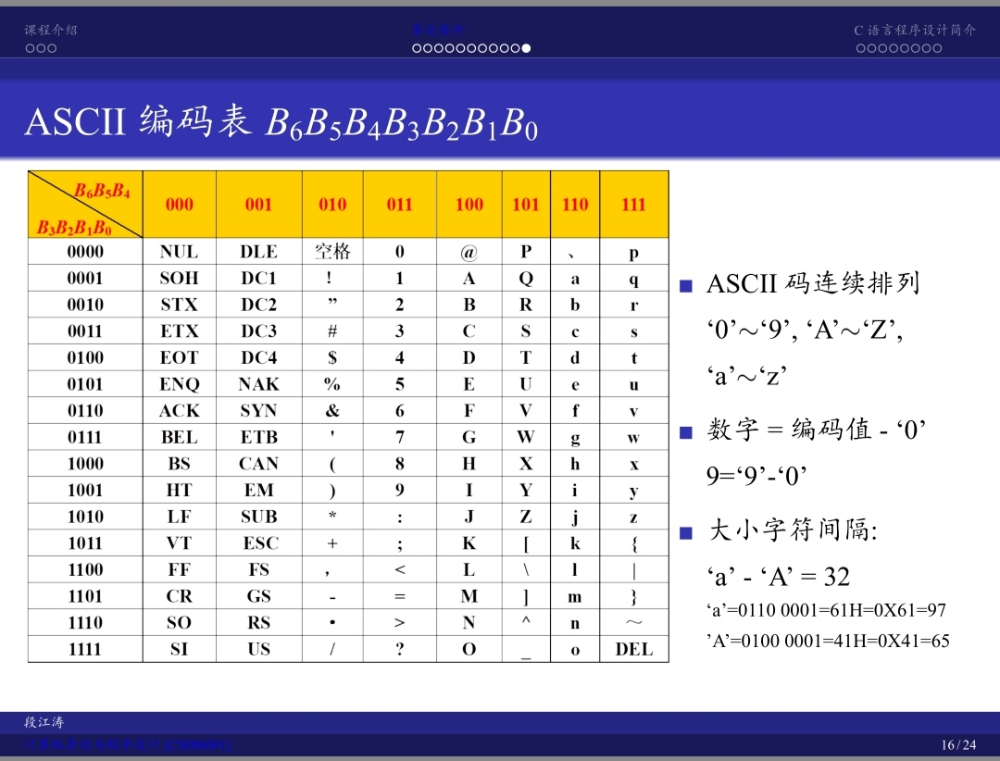 课程介绍
C 语言程序设计简介
ASCII 编码表 B₆B₅B₄B₃B₂B₁B₀
B₆B₅B₄
B₃B₂B₁B₀ 000 001 010 011 100 101 110 111
0000 NUL DLE 空格 0 @ P 、 p
0001 SOH DC1 ! 1 A Q a q
0010 STX DC2 ” 2 B R b r
0011 ETX DC3 # 3 C S c s
0100 EOT DC4 $ 4 D T d t
0101 ENQ NAK % 5 E U e u
0110 ACK SYN & 6 F V f v
0111 BEL ETB ' 7 G W g w
1000 BS CAN ( 8 H X h x
1001 HT EM ) 9 I Y i y
1010 LF SUB * : J Z j z
1011 VT ESC + ; K [ k {
1100 FF FS , < L \ l |
1101 CR GS - = M ] m }
1110 SO RS • > N ^ n ～
1111 SI US / ? O _ o DEL
ASCII 码连续排列
‘0’∼‘9’, ‘A’∼‘Z’,
‘a’∼‘z’
数字 = 编码值 - ‘0’
9=‘9’-‘0’
大小字符间隔:
‘a’ - ‘A’ = 32
‘a’=0110 0001=61H=0X61=97
’A’=0100 0001=41H=0X41=65
段江涛
16 / 24